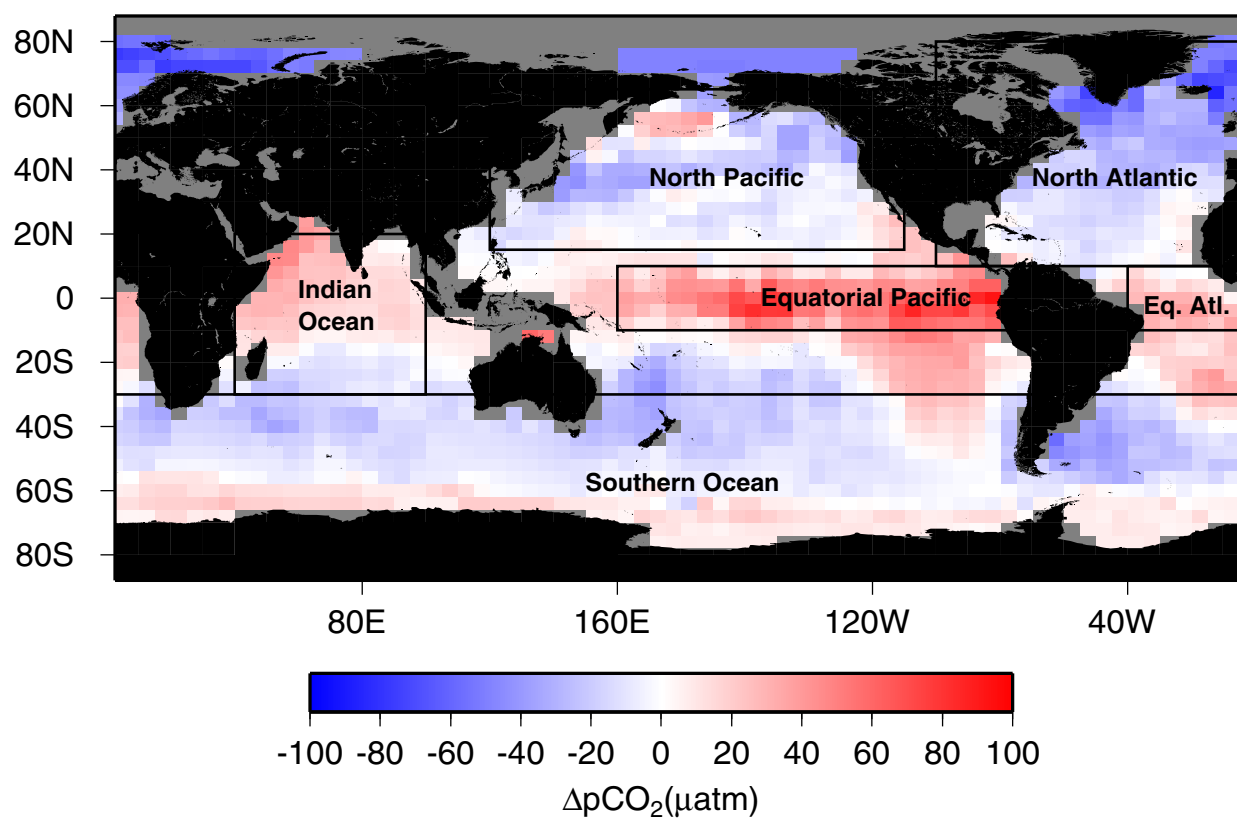 80N
60N
40N
20N
0
20S
40S
60S
80S
North Pacific
North Atlantic
Indian
Ocean
Equatorial Pacific
Eq. Atl.
Southern Ocean
80E 160E 120W 40W
-100 -80 -60 -40 -20 0 20 40 60 80 100
ΔpCO₂(μatm)